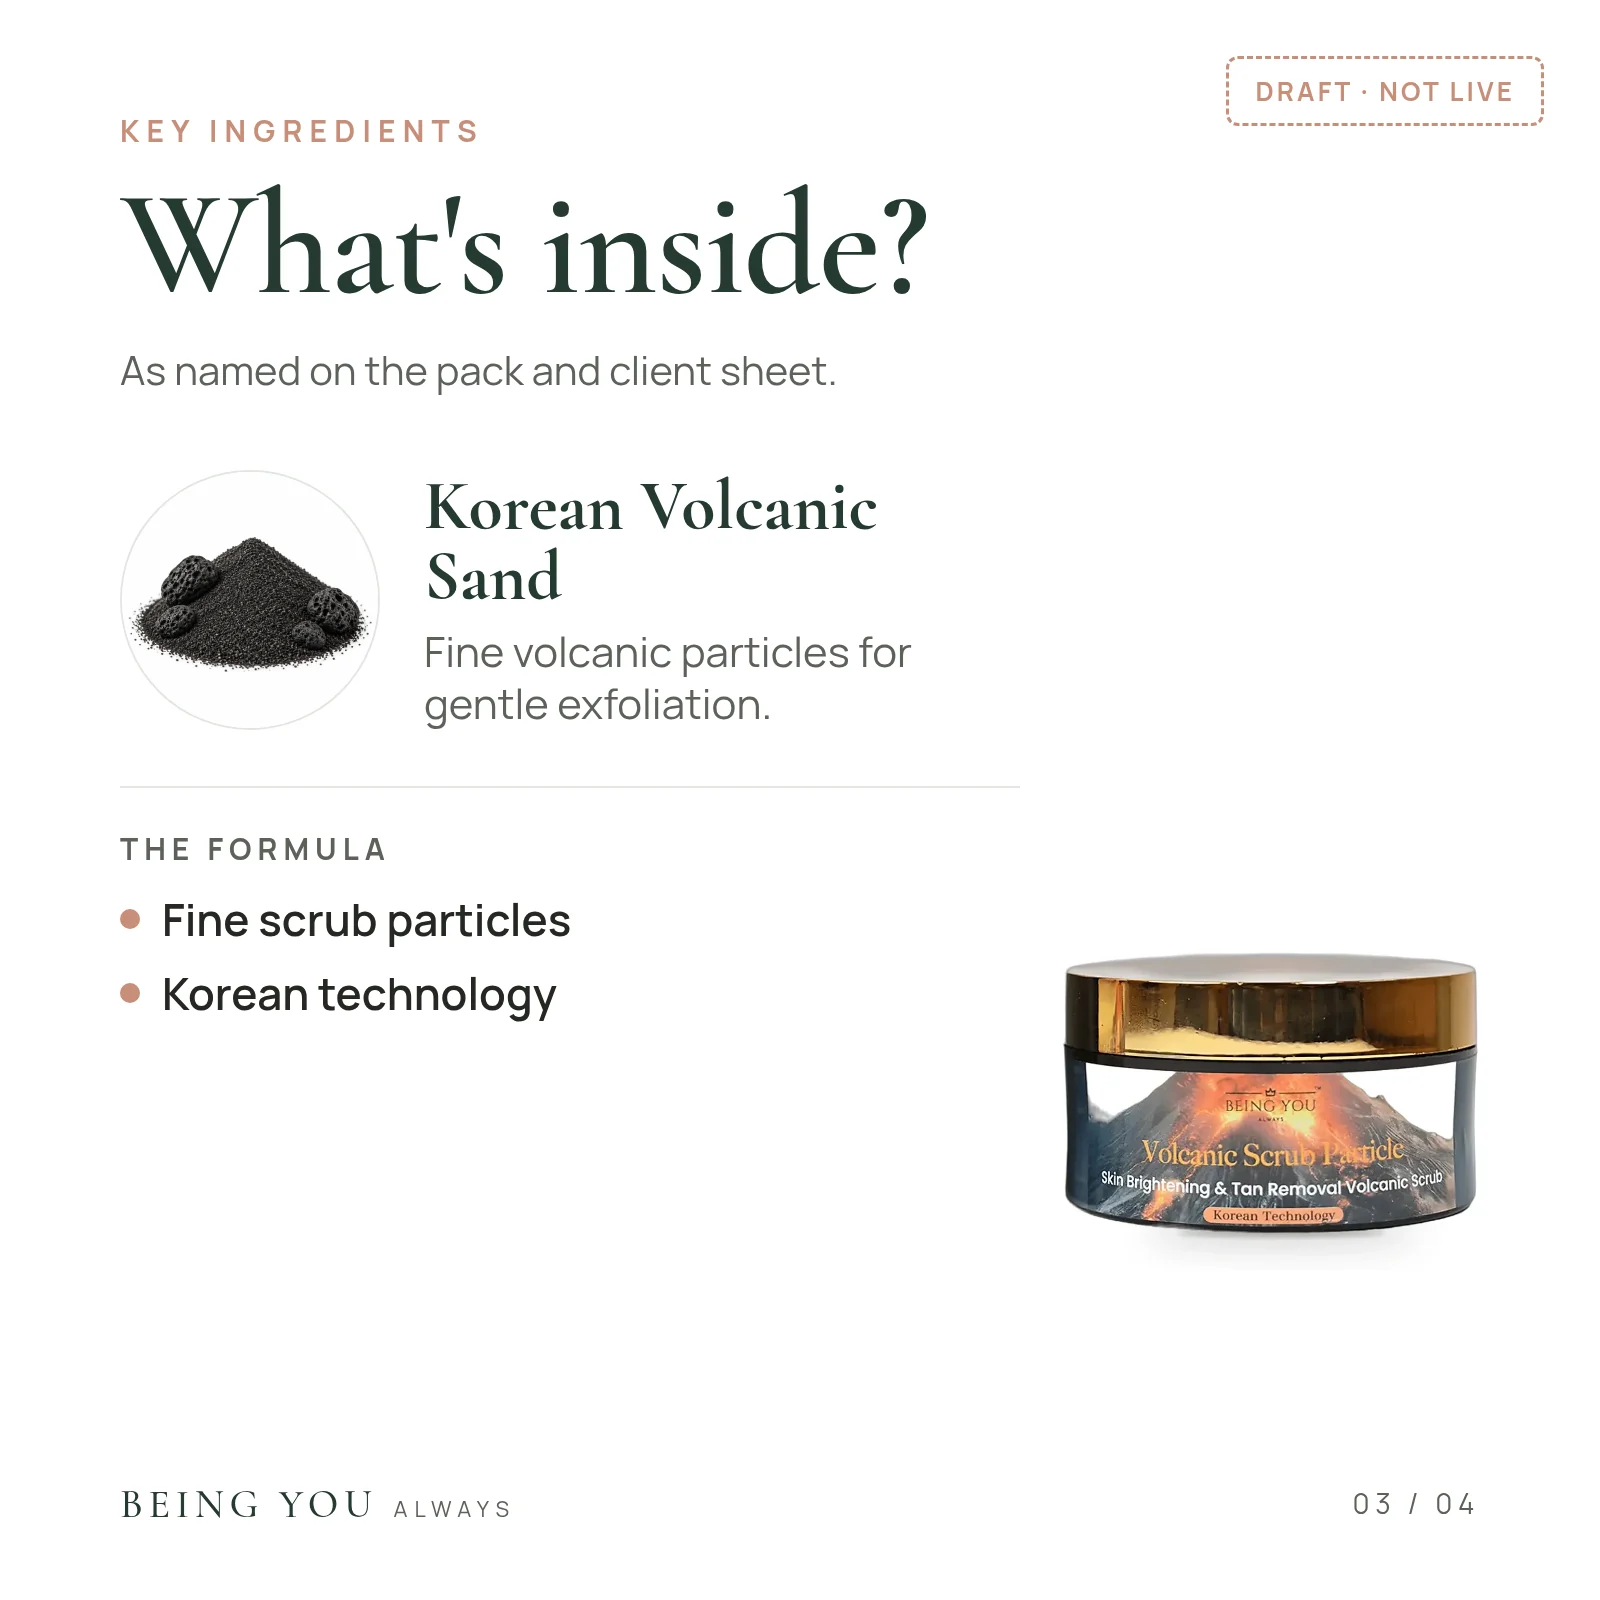 DRAFT · NOT LIVE
KEY INGREDIENTS
What's inside?
As named on the pack and client sheet.
Korean Volcanic
Sand
Fine volcanic particles for
gentle exfoliation.
THE FORMULA
Fine scrub particles
Korean technology
BEING YOU
ALWAYS
Volcanic Scrub Particle
Skin Brightening & Tan Removal Volcanic Scrub
Korean Technology
BEING YOU ALWAYS
03 / 04